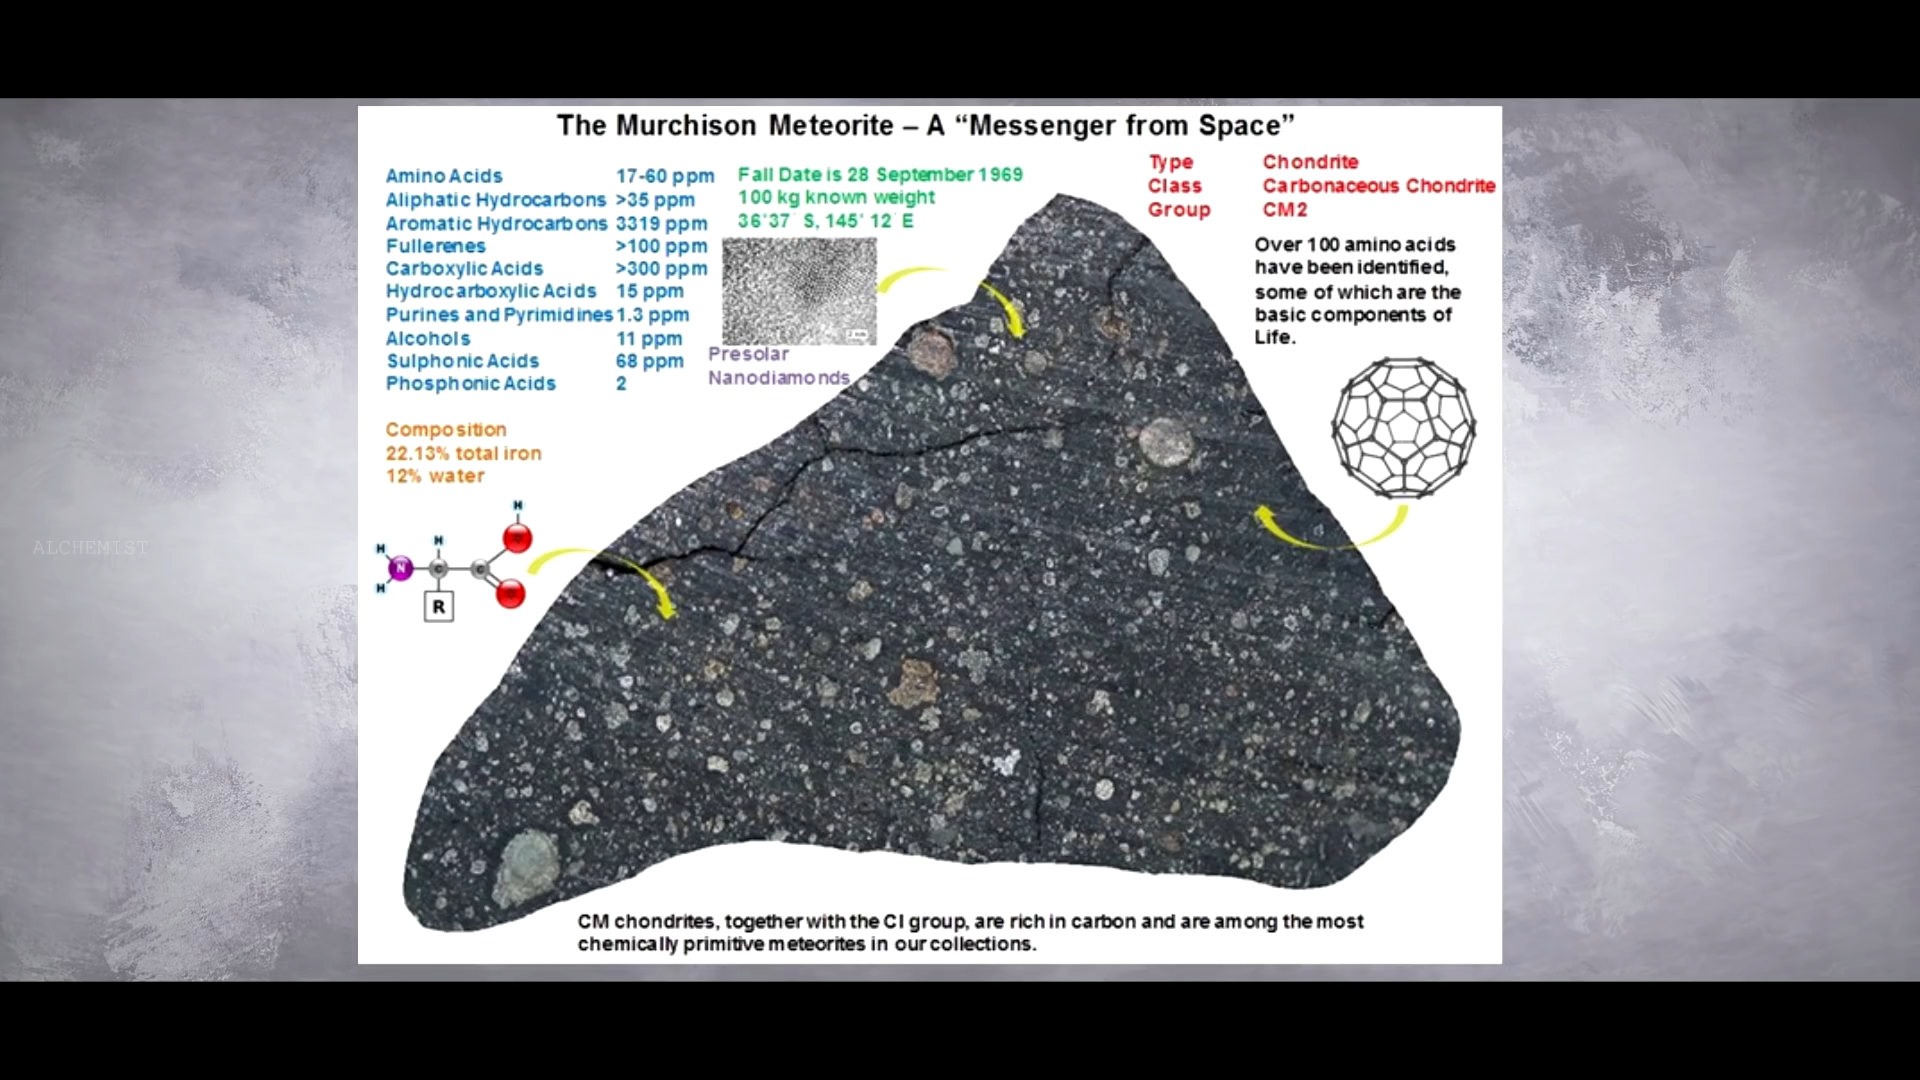 The Murchison Meteorite – A “Messenger from Space”
Amino Acids 17-60 ppm
Aliphatic Hydrocarbons >35 ppm
Aromatic Hydrocarbons 3319 ppm
Fullerenes >100 ppm
Carboxylic Acids >300 ppm
Hydrocarboxylic Acids 15 ppm
Purines and Pyrimidines 1.3 ppm
Alcohols 11 ppm
Sulphonic Acids 68 ppm
Phosphonic Acids 2
Fall Date is 28 September 1969
100 kg known weight
36°37´ S, 145° 12´ E
Presolar
Nanodiamonds
Type Chondrite
Class Carbonaceous Chondrite
Group CM2
Over 100 amino acids
have been identified,
some of which are the
basic components of
Life.
Composition
22.13% total iron
12% water
H
H
H
N
C
C
H
R
ALCHEMIST
CM chondrites, together with the CI group, are rich in carbon and are among the most
chemically primitive meteorites in our collections.